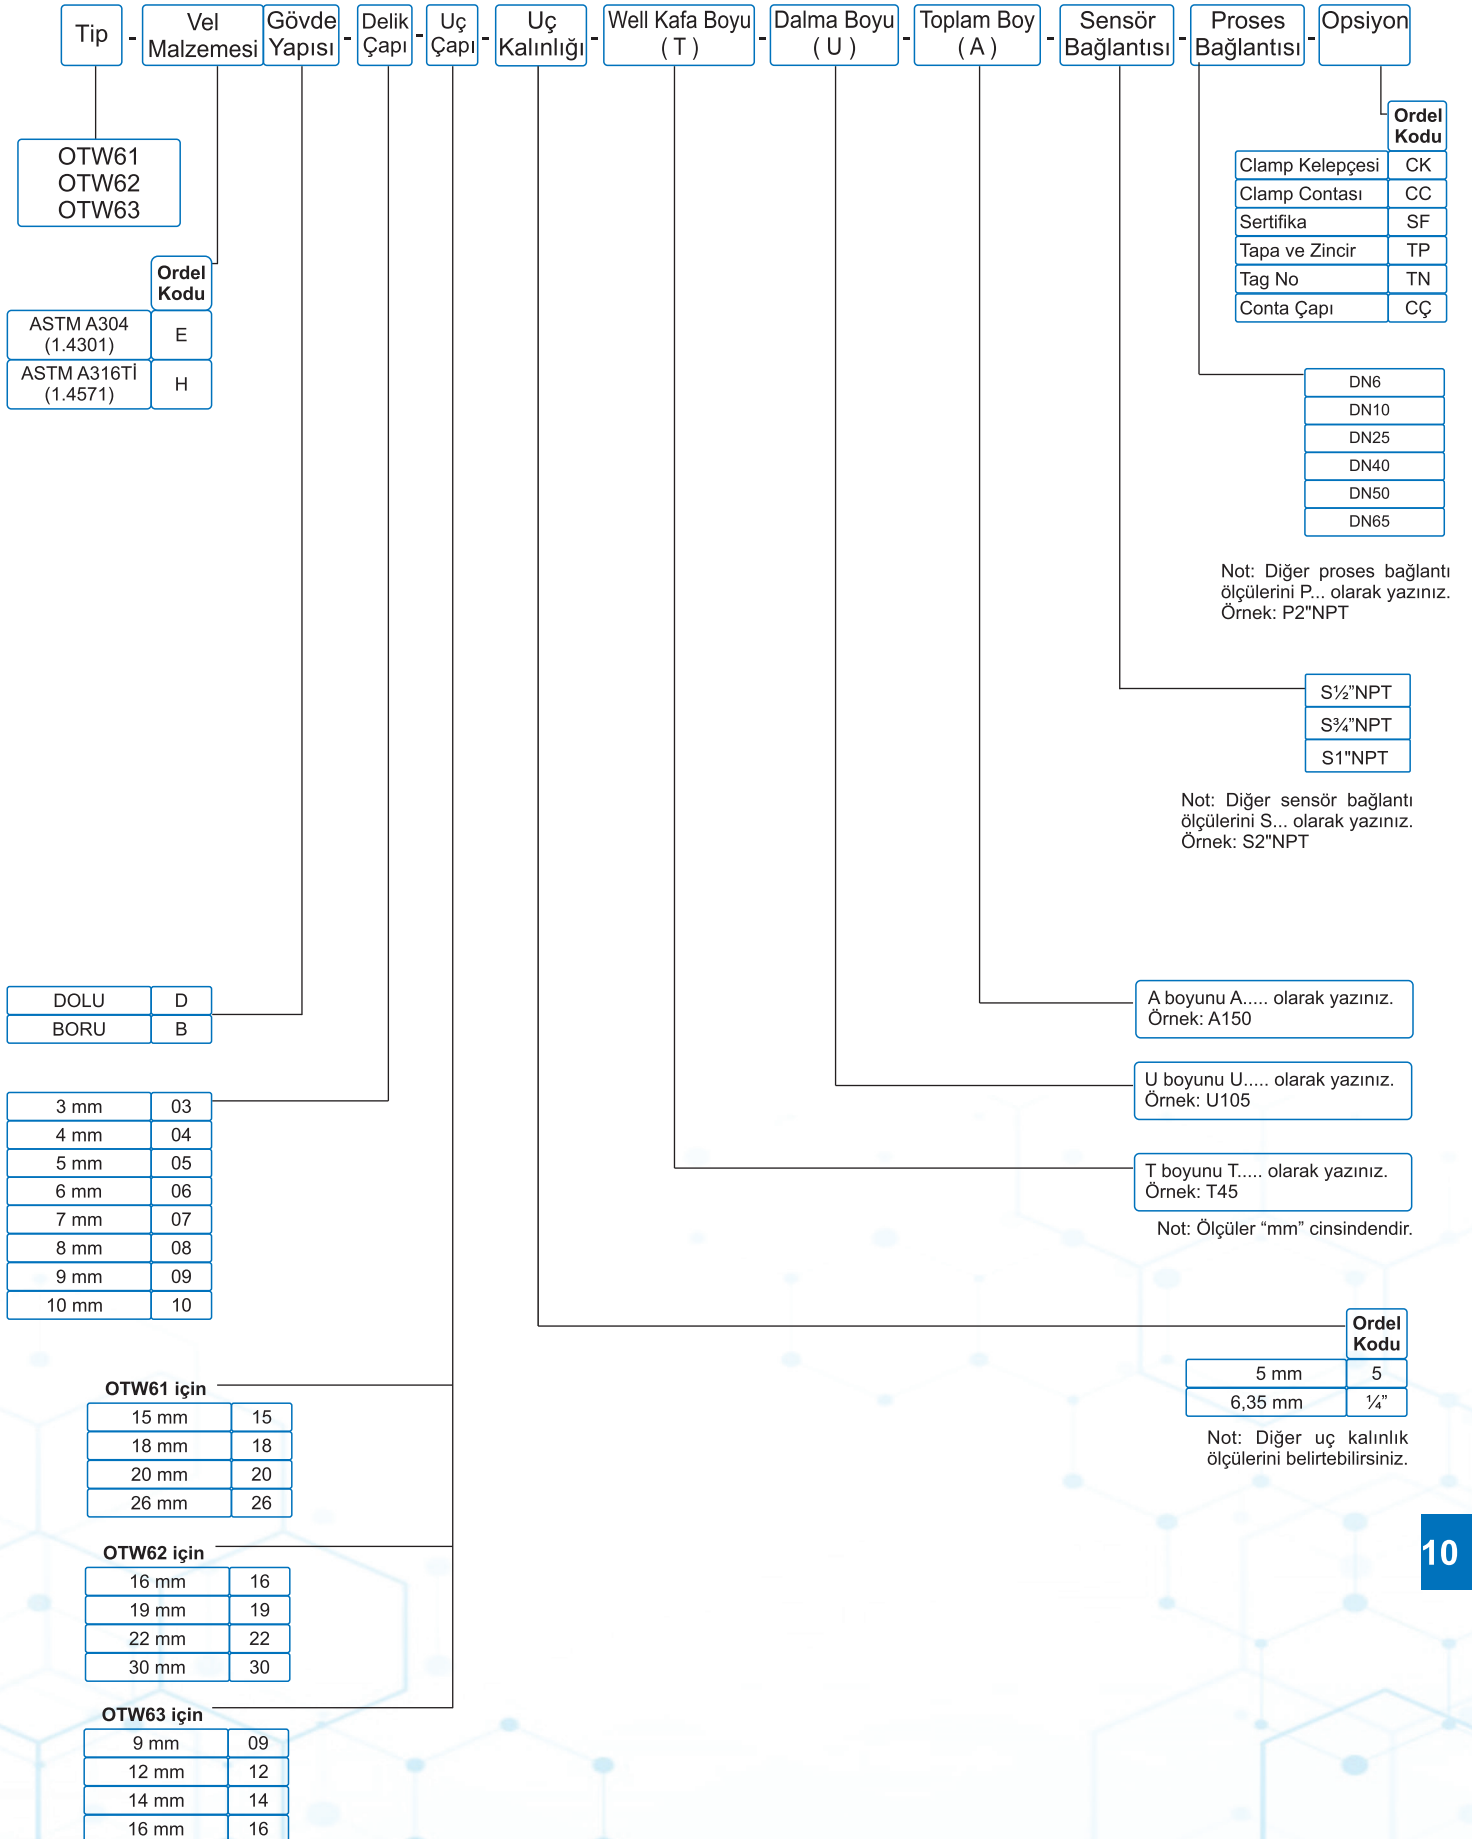 Tip - Vel Malzemesi Gövde Yapısı - Delik Çapı - Uç Çapı - Uç Kalınlığı - Well Kafa Boyu ( T ) - Dalma Boyu ( U ) - Toplam Boy ( A ) - Sensör Bağlantısı - Proses Bağlantısı - Opsiyon
OTW61
OTW62
OTW63
Ordel
Kodu
ASTM A304
(1.4301) E
ASTM A316Tİ
(1.4571) H
Ordel
Kodu
Clamp Kelepçesi CK
Clamp Contası CC
Sertifika SF
Tapa ve Zincir TP
Tag No TN
Conta Çapı CÇ
DN6
DN10
DN25
DN40
DN50
DN65
Not: Diğer proses bağlantı
ölçülerini P... olarak yazınız.
Örnek: P2"NPT
S½”NPT
S¾”NPT
S1"NPT
Not: Diğer sensör bağlantı
ölçülerini S... olarak yazınız.
Örnek: S2"NPT
DOLU D
BORU B
A boyunu A..... olarak yazınız.
Örnek: A150
U boyunu U..... olarak yazınız.
Örnek: U105
T boyunu T..... olarak yazınız.
Örnek: T45
Not: Ölçüler “mm” cinsindendir.
3 mm 03
4 mm 04
5 mm 05
6 mm 06
7 mm 07
8 mm 08
9 mm 09
10 mm 10
Ordel
Kodu
5 mm 5
6,35 mm ¼”
Not: Diğer uç kalınlık
ölçülerini belirtebilirsiniz.
OTW61 için
15 mm 15
18 mm 18
20 mm 20
26 mm 26
OTW62 için
16 mm 16
19 mm 19
22 mm 22
30 mm 30
10
OTW63 için
9 mm 09
12 mm 12
14 mm 14
16 mm 16